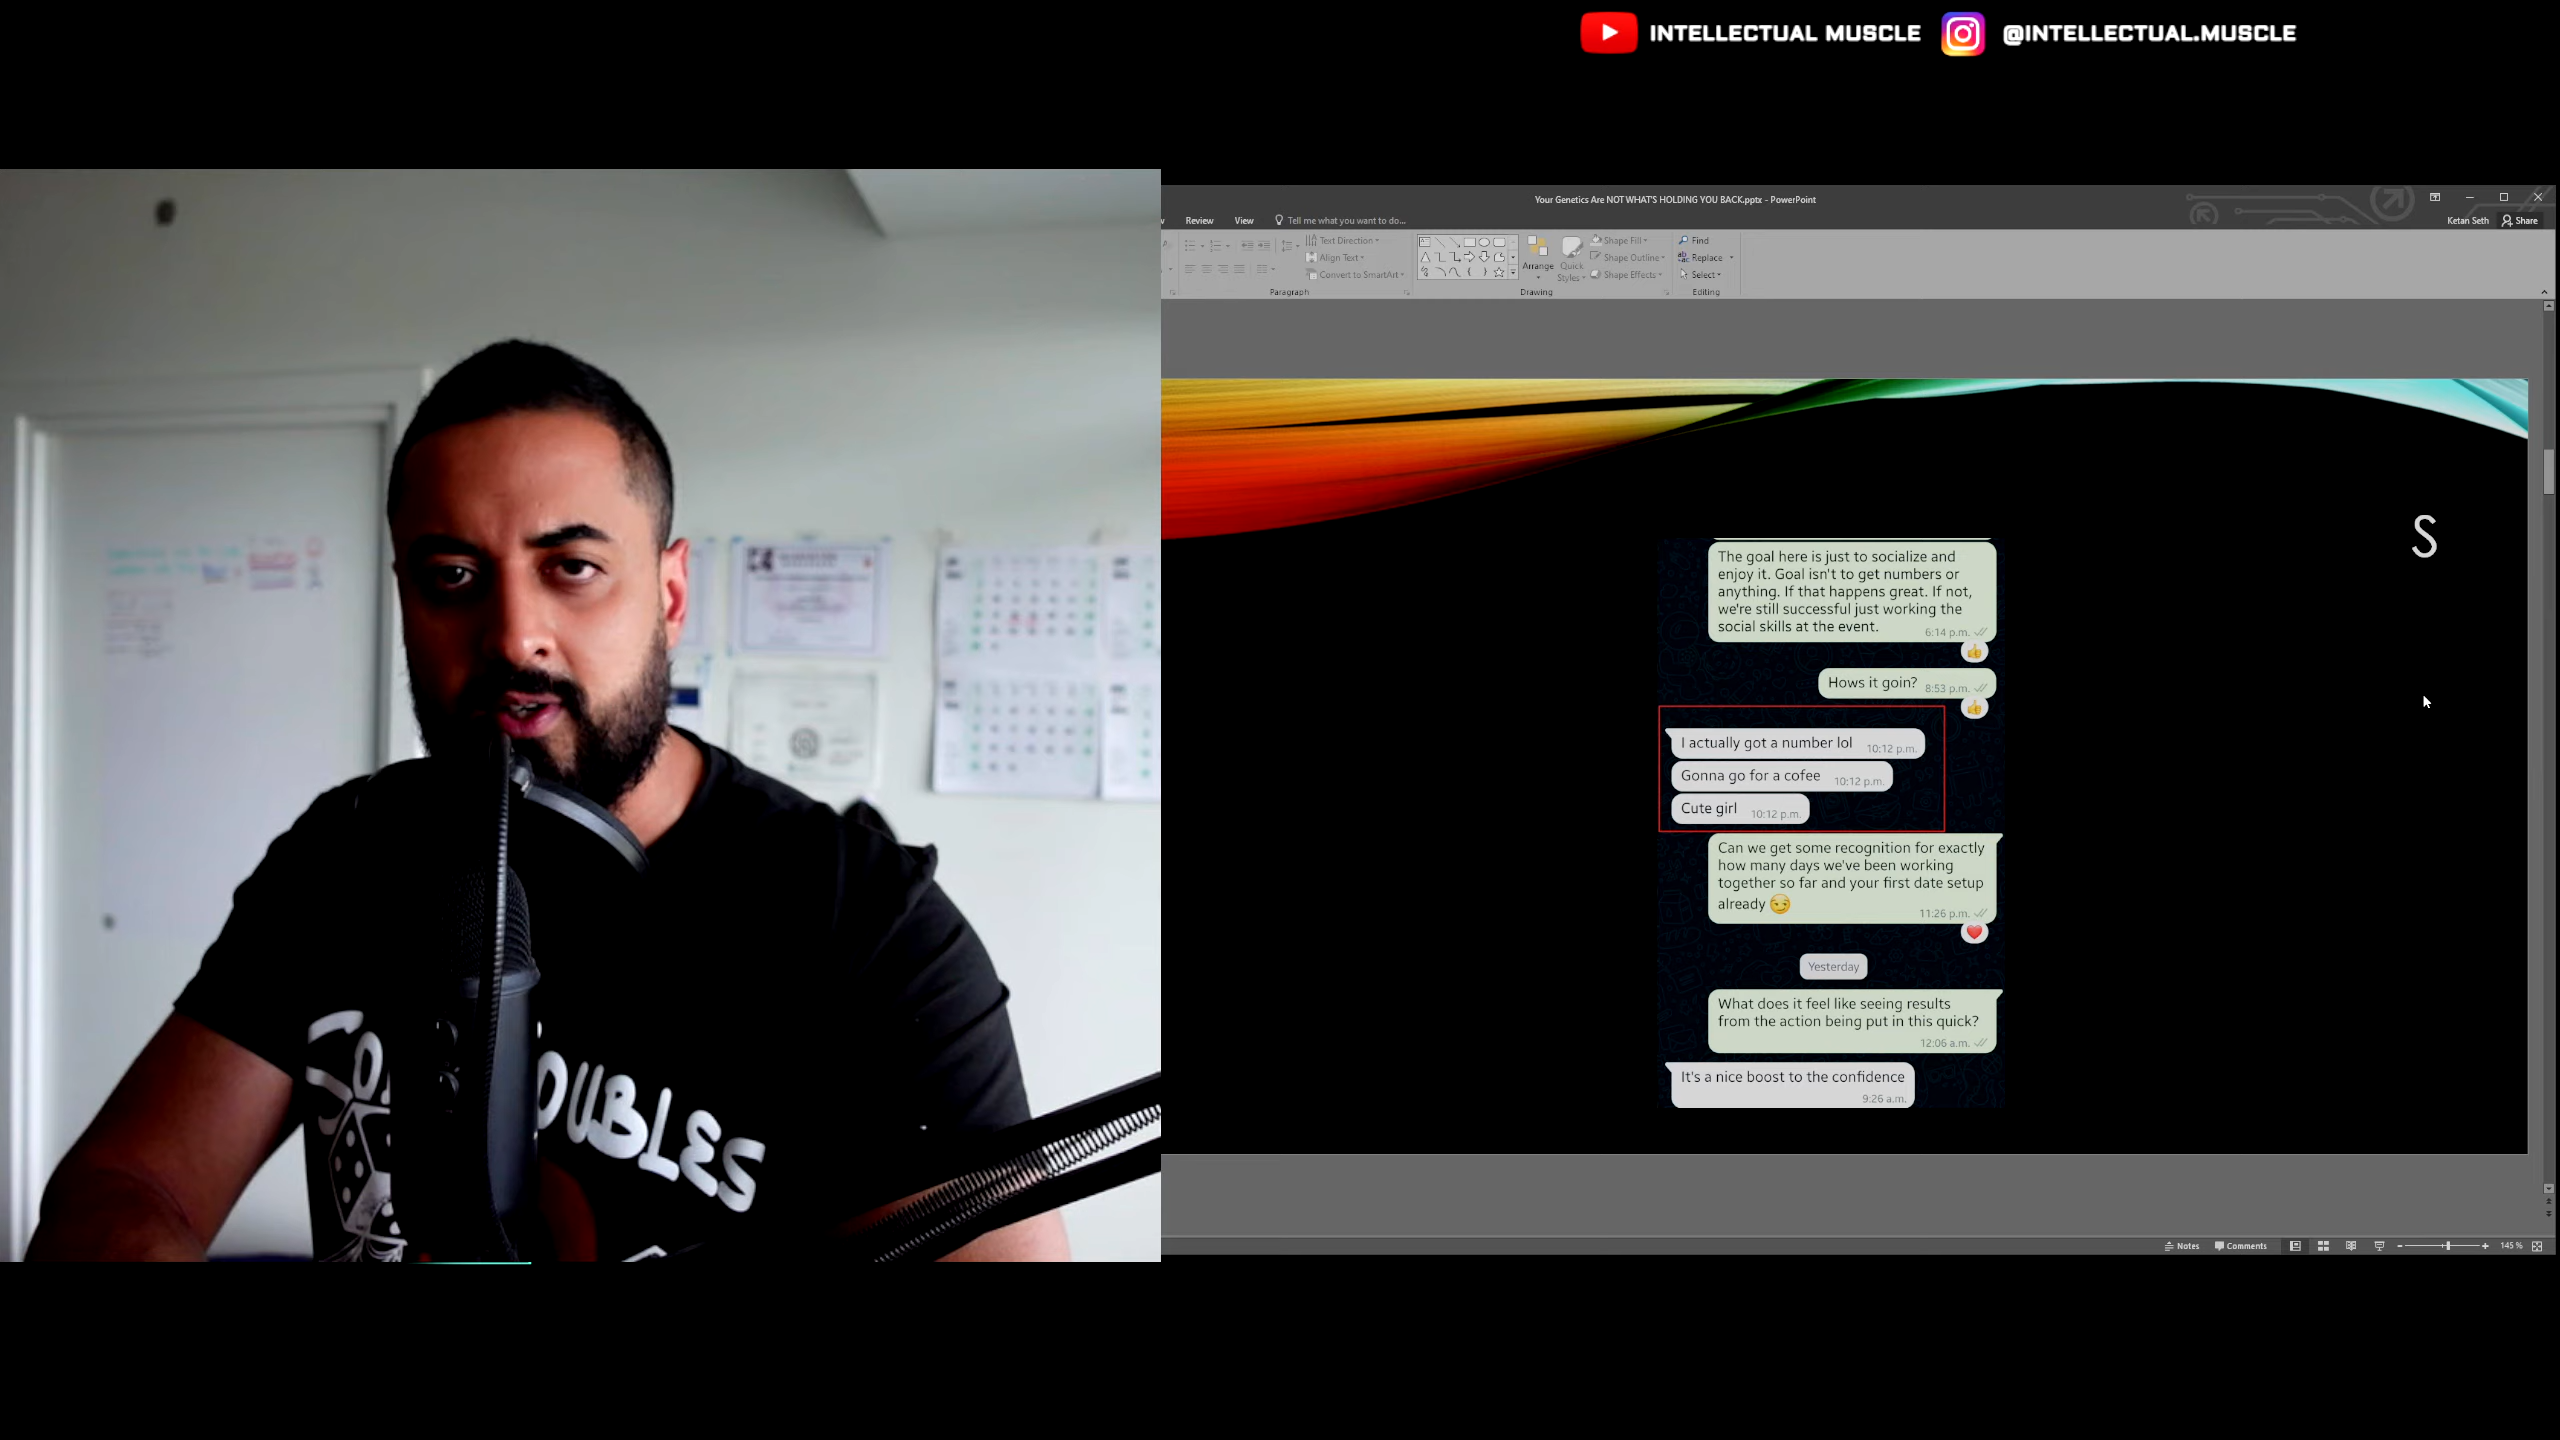 INTELLECTUAL MUSCLE @INTELLECTUAL.MUSCLE
Your Genetics Are NOT WHAT'S HOLDING YOU BACK.pptx - PowerPoint
Review View Tell me what you want to do... Ketan Seth Share
Text Direction
Align Text
Convert to SmartArt
Paragraph
Arrange
Quick
Styles
Shape Fill
Shape Outline
Shape Effects
Drawing
Find
Replace
Select
Editing
S
The goal here is just to socialize and
enjoy it. Goal isn't to get numbers or
anything. If that happens great. If not,
we're still successful just working the
social skills at the event. 6:14 p.m.
Hows it goin? 8:53 p.m.
I actually got a number lol 10:12 p.m.
Gonna go for a cofee 10:12 p.m.
Cute girl 10:12 p.m.
Can we get some recognition for exactly
how many days we've been working
together so far and your first date setup
already 😏
11:26 p.m.
Yesterday
What does it feel like seeing results
from the action being put in this quick?
12:06 a.m.
It's a nice boost to the confidence
9:26 a.m.
OUBLES
Notes Comments 145 %